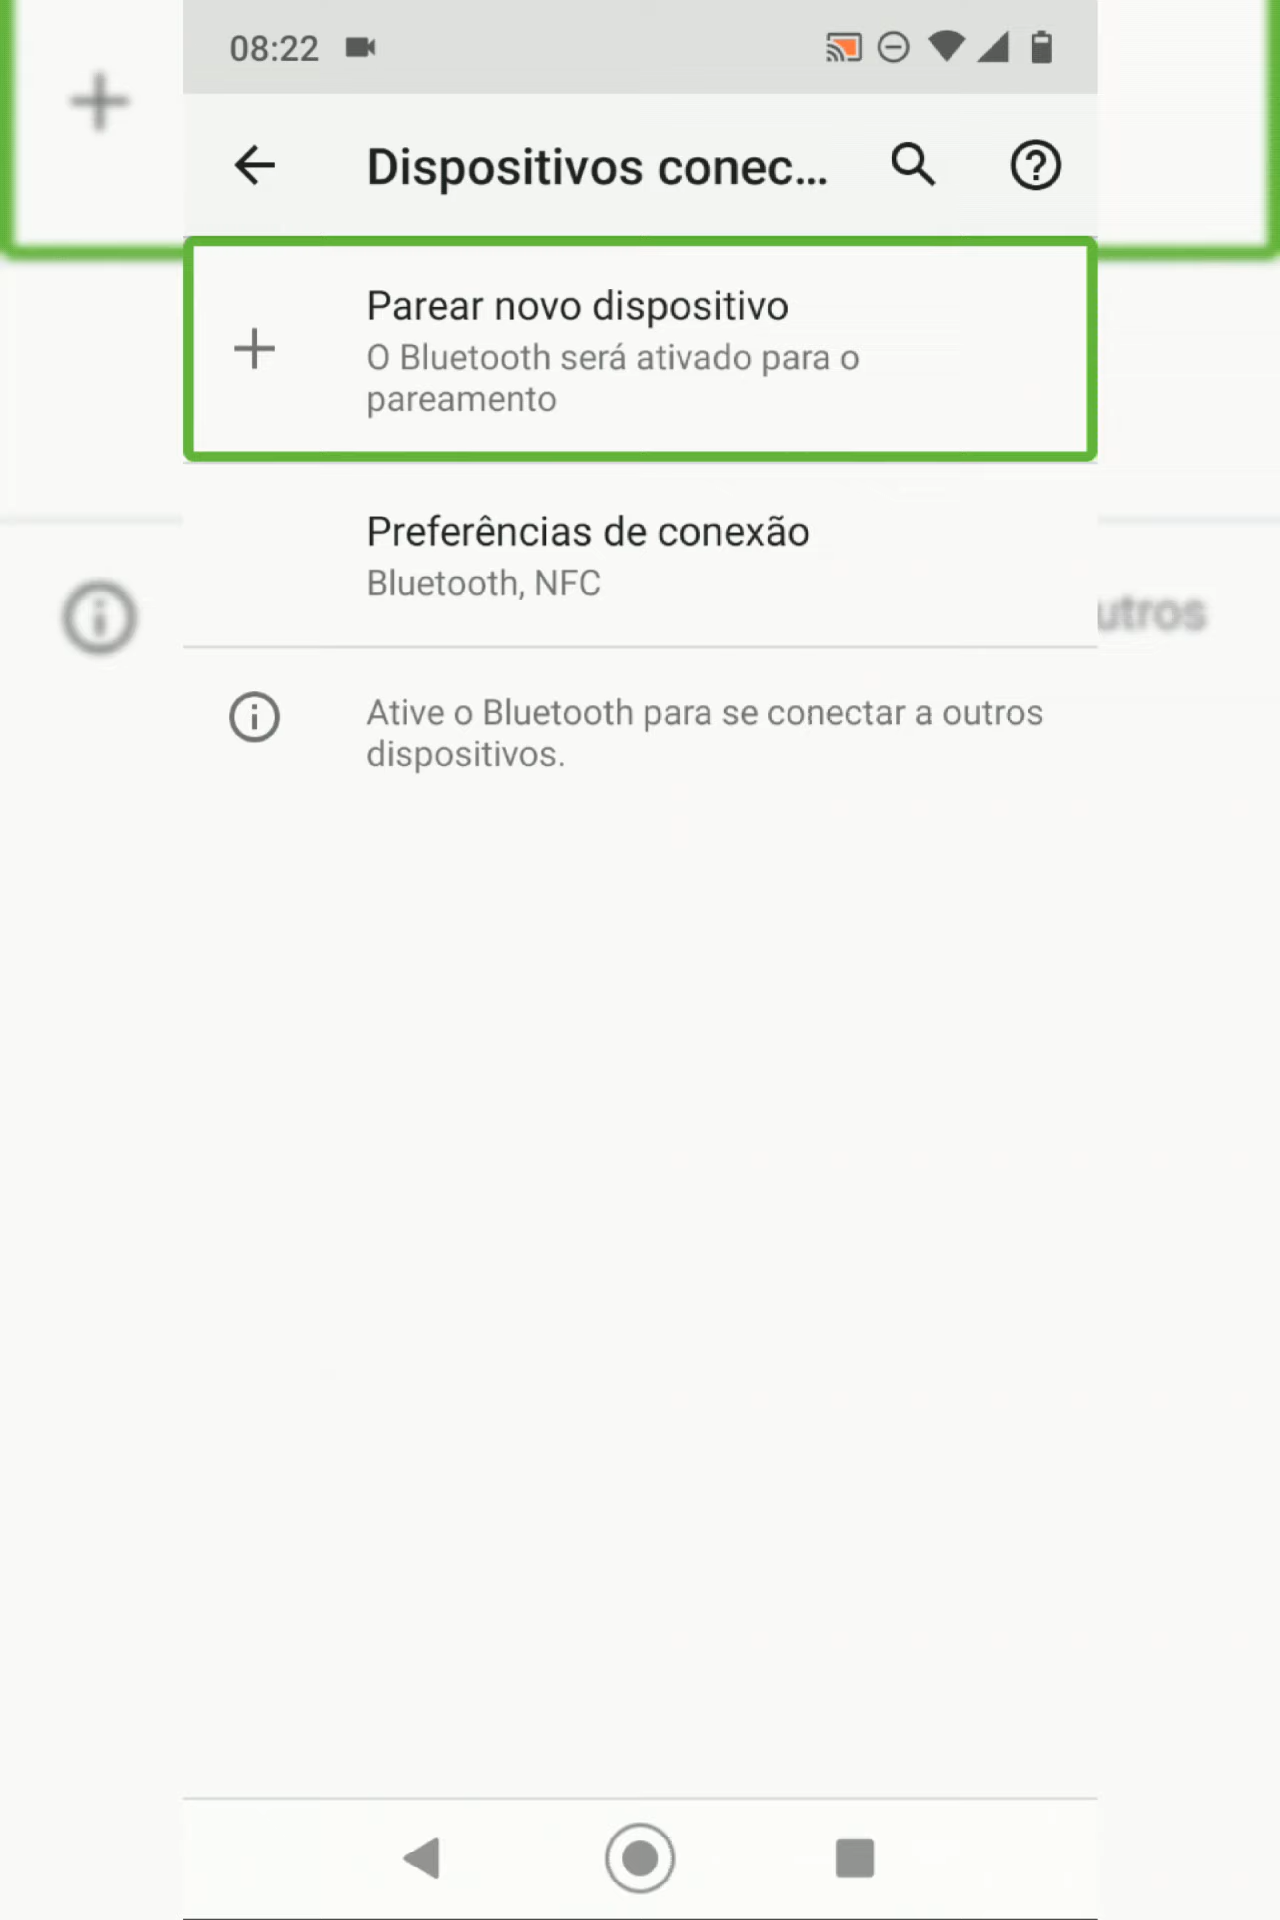 08:22
Dispositivos conec...
Parear novo dispositivo
O Bluetooth será ativado para o
pareamento
Preferências de conexão
Bluetooth, NFC
utros
Ative o Bluetooth para se conectar a outros
dispositivos.